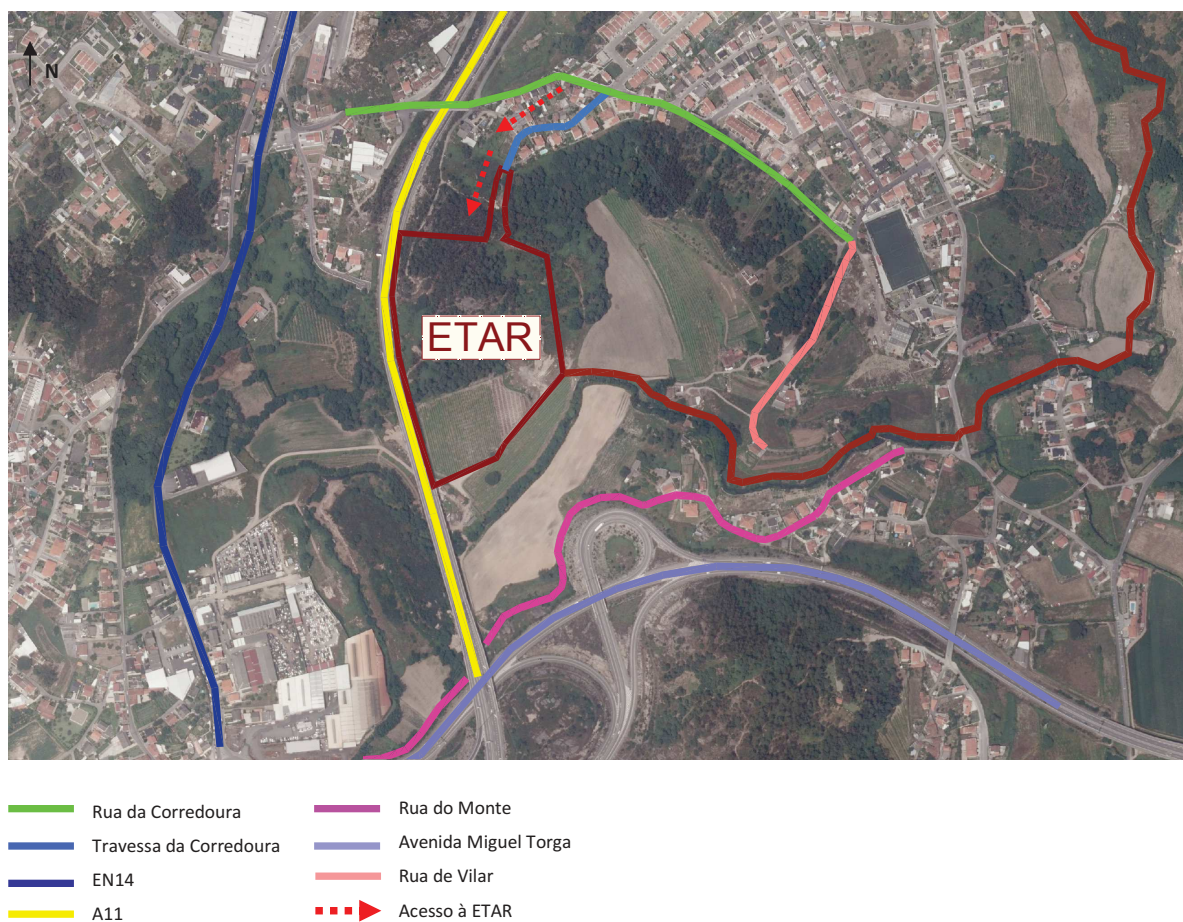 N
ETAR
Rua da Corredoura
Travessa da Corredoura
EN14
A11
Rua do Monte
Avenida Miguel Torga
Rua de Vilar
Acesso à ETAR